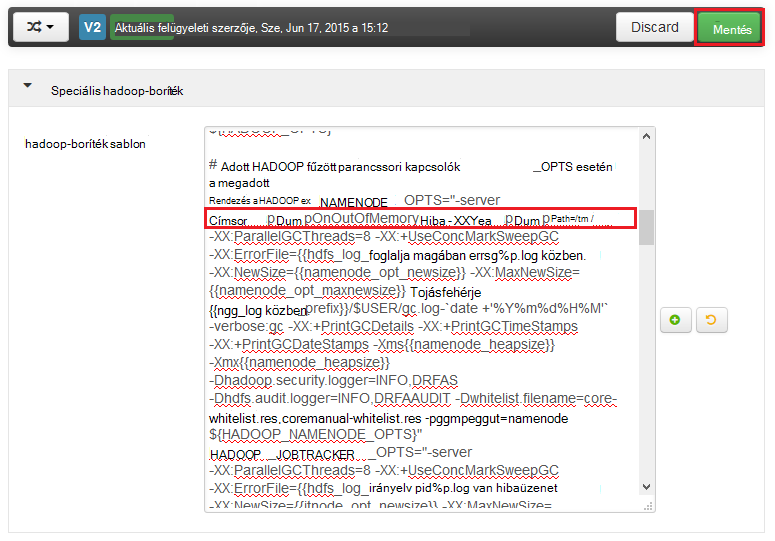 V2 Aktuális felügyeleti szerzője, Sze, Jun 17, 2015 a 15:12 Discard Mentés
Speciális hadoop-boríték
hadoop-boríték sablon
${HADOOP_OPTS}
# Adott HADOOP fűzött parancssori kapcsolók _OPTS esetén
a megadott
Rendezés a HADOOP ex _NAMENODE_ OPTS="-server
Címsor pDum pOnOutOfMemory Hiba - XXYea pDum pPath=/tm /
-XX:ParallelGCThreads=8 -XX:+UseConcMarkSweepGC
-XX:ErrorFile={{hdfs_log_foglalja magában errsg%p.log közben.
-XX:NewSize={{namenode_opt_newsize}} -XX:MaxNewSize=
{{namenode_opt_maxnewsize}} Tojásfehérje
{{ngg_log közben prefix}}/$USER/gc.log-`date +'%Y%m%d%H%M'`
-verbose:gc -XX:+PrintGCDetails -XX:+PrintGCTimeStamps
-XX:+PrintGCDateStamps -Xms{{namenode_heapsize}}
-Xmx{{namenode_heapsize}}
-Dhadoop.security.logger=INFO,DRFAS
-Dhdfs.audit.logger=INFO,DRFAAUDIT -Dwhitelist.filename=core-
whitelist.res,coremanual-whitelist.res -pggmpeggut=namenode
${HADOOP_NAMENODE_OPTS}"
HADOOP _JOBTRACKER _OPTS="-server
-XX:ParallelGCThreads=8 -XX:+UseConcMarkSweepGC
-XX:ErrorFile={{hdfs_log_irányelv pid%p.log van hibaüzenet
-XX:NewSize={{jtnode_opt_newsize}} -XX:MaxNewSize=